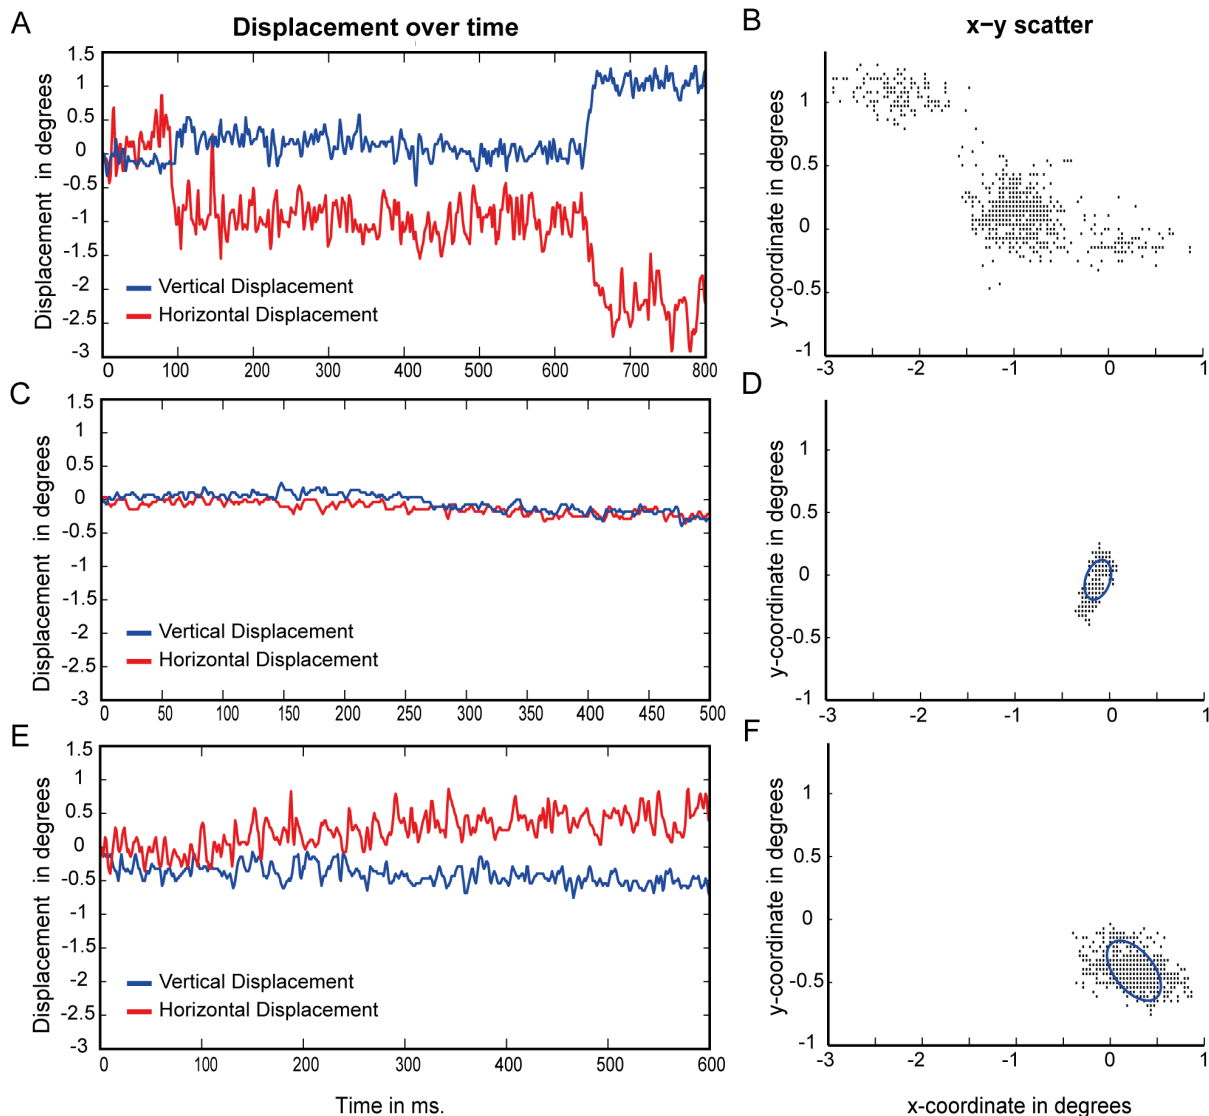 A
Displacement over time
B
x−y scatter
Displacement in degrees
1.5
1
0.5
0
-0.5
-1
-1.5
-2
-2.5
-3
Vertical Displacement
Horizontal Displacement
0 100 200 300 400 500 600 700 800
y-coordinate in degrees
1
0.5
0
-0.5
-1
-3 -2 -1 0 1
C
Displacement in degrees
1.5
1
0.5
0
-0.5
-1
-1.5
-2
-2.5
-3
Vertical Displacement
Horizontal Displacement
0 50 100 150 200 250 300 350 400 450 500
D
y-coordinate in degrees
1
0.5
0
-0.5
-1
-3 -2 -1 0 1
E
Displacement in degrees
1.5
1
0.5
0
-0.5
-1
-1.5
-2
-2.5
-3
Vertical Displacement
Horizontal Displacement
0 100 200 300 400 500 600
Time in ms.
F
y-coordinate in degrees
1
0.5
0
-0.5
-1
-3 -2 -1 0 1
x-coordinate in degrees